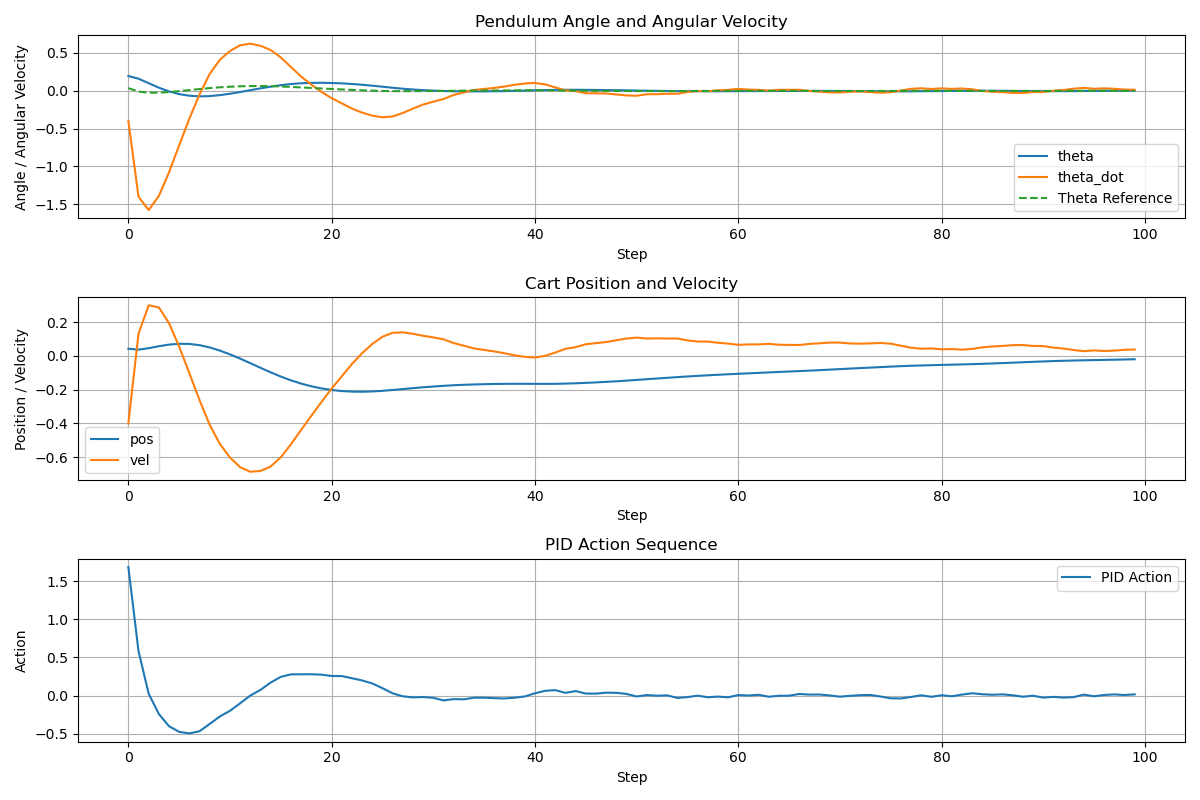 Pendulum Angle and Angular Velocity
Angle / Angular Velocity
0.5
0.0
−0.5
−1.0
−1.5
theta
theta_dot
Theta Reference
0 20 40 60 80 100
Step
Cart Position and Velocity
Position / Velocity
0.2
0.0
−0.2
−0.4
−0.6
pos
vel
0 20 40 60 80 100
Step
PID Action Sequence
Action
1.5
1.0
0.5
0.0
−0.5
PID Action
0 20 40 60 80 100
Step